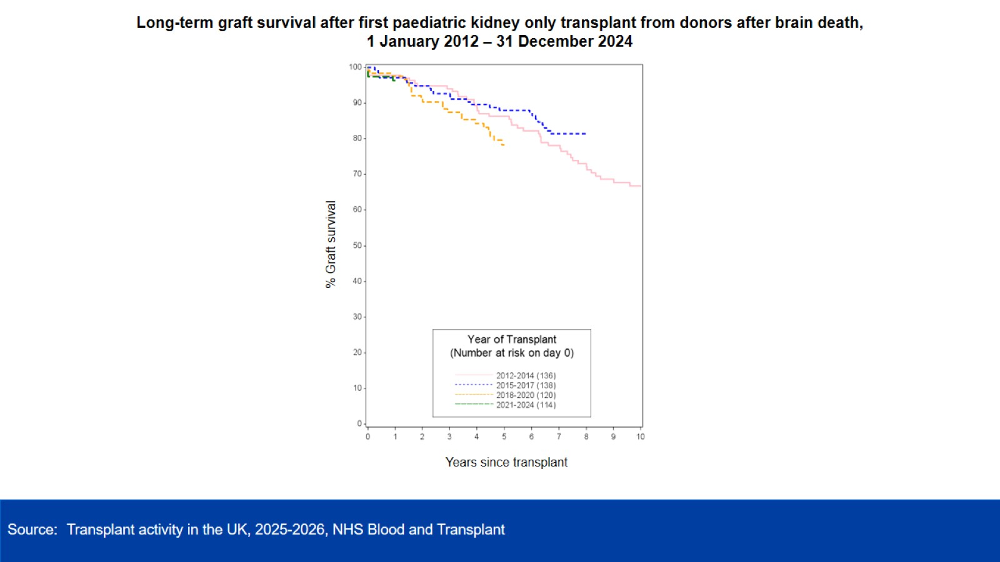 Long-term graft survival after first paediatric kidney only transplant from donors after brain death,
1 January 2012 – 31 December 2024
100
90
80
70
60
50
40
30
20
10
0
% Graft survival
Year of Transplant
(Number at risk on day 0)
2012-2014 (136)
2015-2017 (138)
2018-2020 (120)
2021-2024 (114)
0 1 2 3 4 5 6 7 8 9 10
Years since transplant
Source: Transplant activity in the UK, 2025-2026, NHS Blood and Transplant